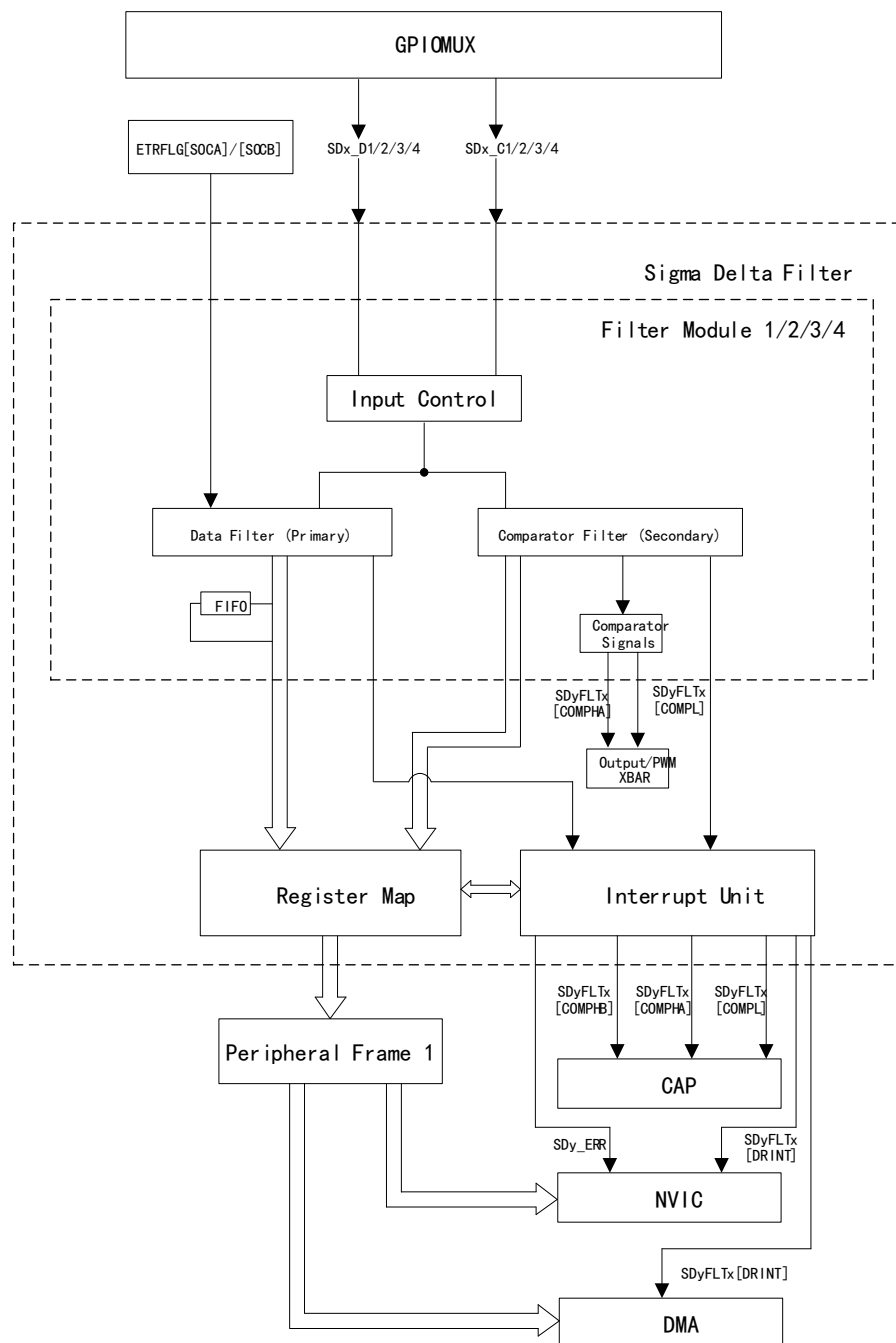 GPIOMUX
ETRFLG[SOCA]/[SOCB]
SDx_D1/2/3/4
SDx_C1/2/3/4
Sigma Delta Filter
Filter Module 1/2/3/4
Input Control
Data Filter (Primary)
Comparator Filter (Secondary)
FIFO
Comparator
Signals
SDyFLTx
[COMPHA]
SDyFLTx
[COMPL]
Output/PWM
XBAR
Register Map
Interrupt Unit
SDyFLTx
[COMPHB]
SDyFLTx
[COMPHA]
SDyFLTx
[COMPL]
Peripheral Frame 1
CAP
SDy_ERR
SDyFLTx
[DRINT]
NVIC
SDyFLTx[DRINT]
DMA